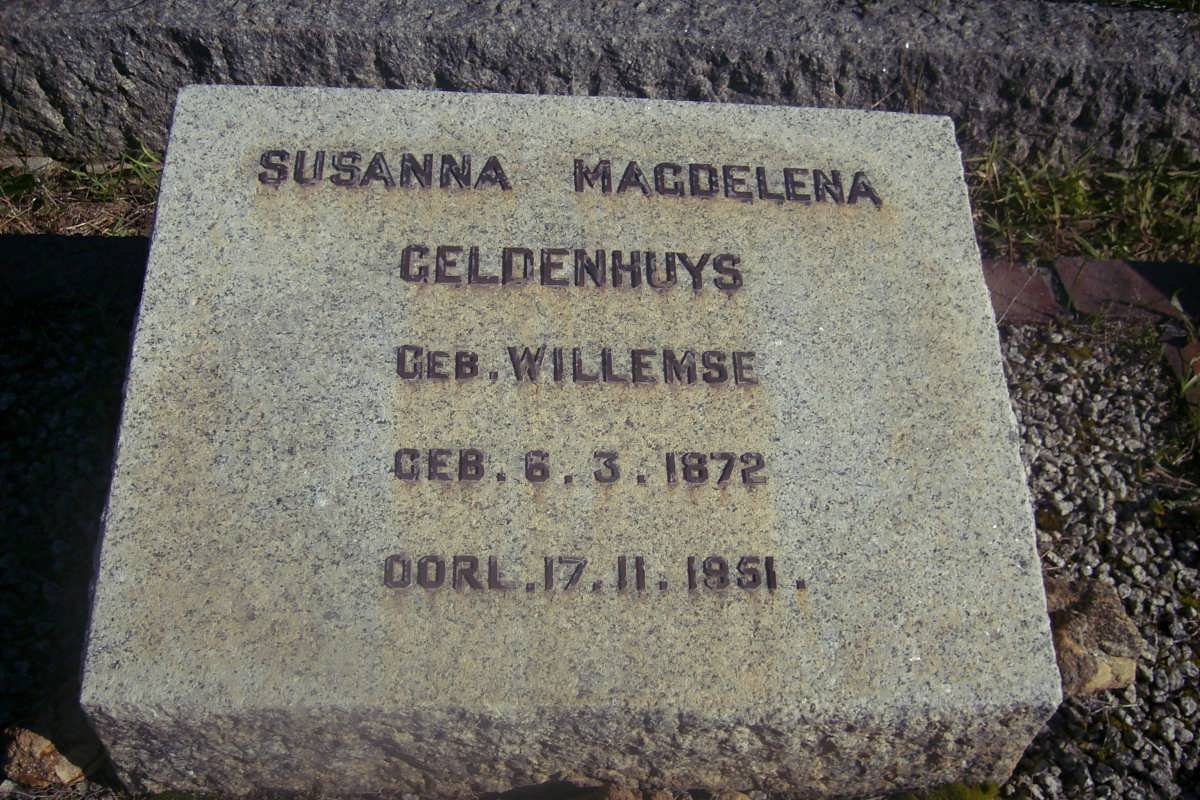 SUSANNA MAGDELENA
GELDENHUYS
GEB. WILLEMSE
GEB. 6. 3. 1872
OORL. 17. 11. 1951.